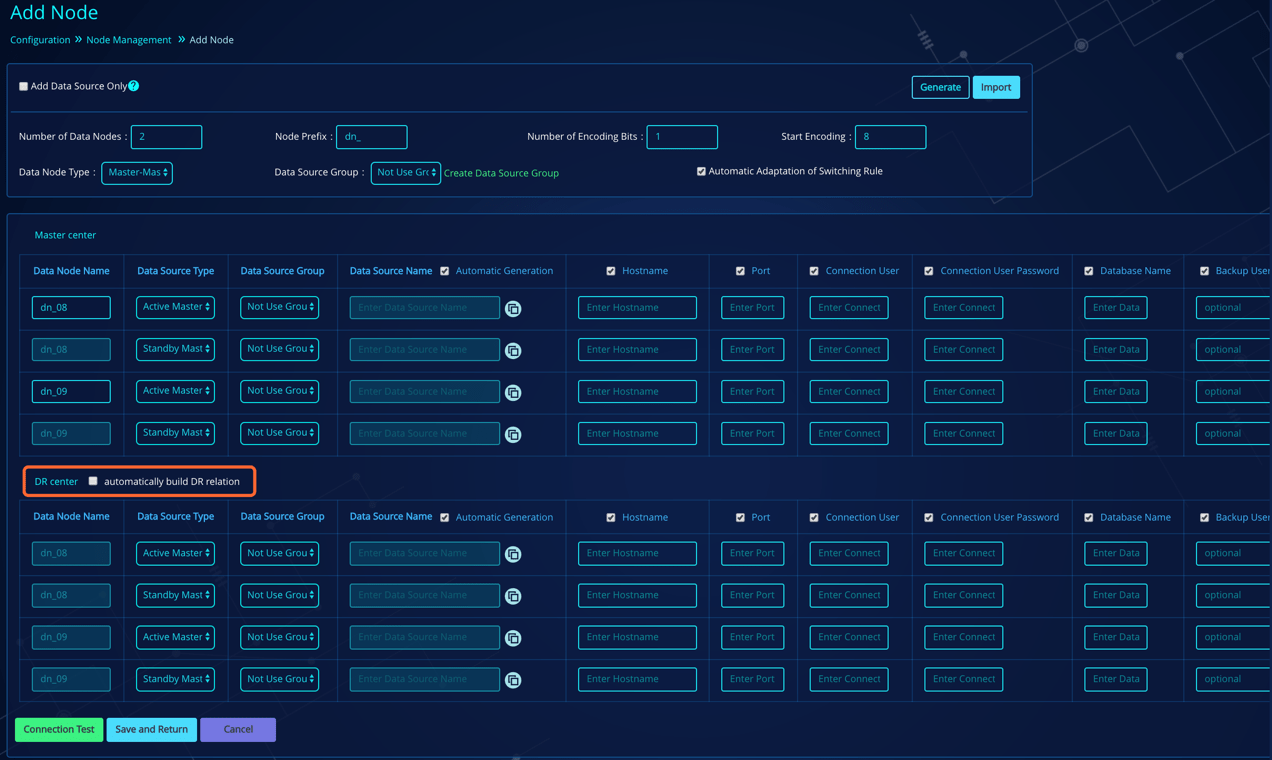 Add Node
Configuration » Node Management » Add Node
Add Data Source Only ? Generate Import
Number of Data Nodes : 2 Node Prefix : dn_ Number of Encoding Bits : 1 Start Encoding : 8
Data Node Type : Master-Mas Data Source Group : Not Use Gro Create Data Source Group Automatic Adaptation of Switching Rule
Master center
Data Node Name Data Source Type Data Source Group Data Source Name Automatic Generation Hostname Port Connection User Connection User Password Database Name Backup User
dn_08 Active Master Not Use Grou Enter Data Source Name Enter Hostname Enter Port Enter Connect Enter Connect Enter Data optional
dn_08 Standby Mast Not Use Grou Enter Data Source Name Enter Hostname Enter Port Enter Connect Enter Connect Enter Data optional
dn_09 Active Master Not Use Grou Enter Data Source Name Enter Hostname Enter Port Enter Connect Enter Connect Enter Data optional
dn_09 Standby Mast Not Use Grou Enter Data Source Name Enter Hostname Enter Port Enter Connect Enter Connect Enter Data optional
DR center automatically build DR relation
Data Node Name Data Source Type Data Source Group Data Source Name Automatic Generation Hostname Port Connection User Connection User Password Database Name Backup User
dn_08 Active Master Not Use Grou Enter Data Source Name Enter Hostname Enter Port Enter Connect Enter Connect Enter Data optional
dn_08 Standby Mast Not Use Grou Enter Data Source Name Enter Hostname Enter Port Enter Connect Enter Connect Enter Data optional
dn_09 Active Master Not Use Grou Enter Data Source Name Enter Hostname Enter Port Enter Connect Enter Connect Enter Data optional
dn_09 Standby Mast Not Use Grou Enter Data Source Name Enter Hostname Enter Port Enter Connect Enter Connect Enter Data optional
Connection Test Save and Return Cancel